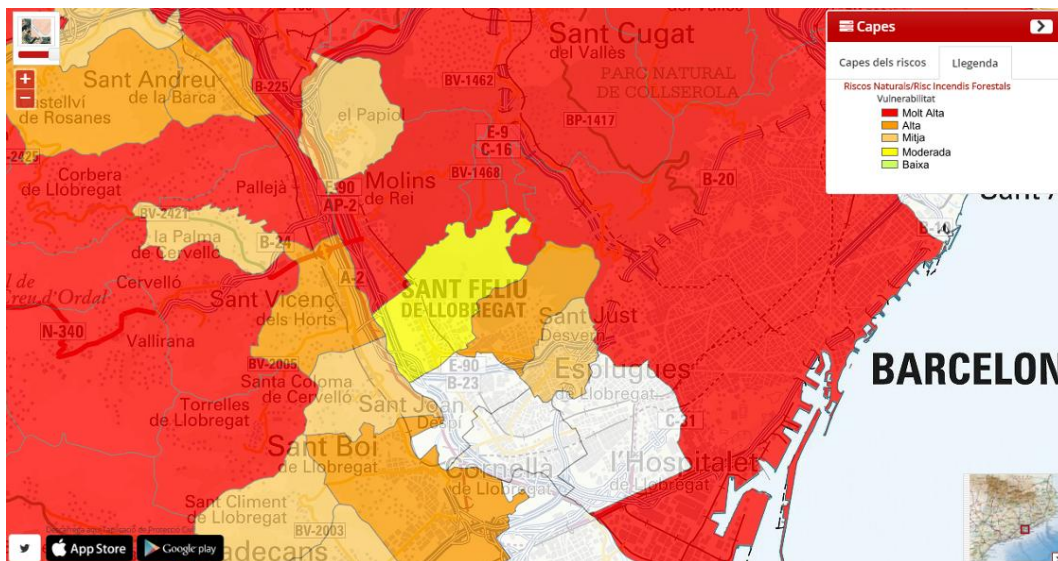 Sant Cugat
del Vallès
Capes
Capes dels riscos
Llegenda
Riscos Naturals/Risc Incendis Forestals
Vulnerabilitat
Molt Alta
Alta
Mitja
Moderada
Baixa
+
−
Sant Andreu
de la Barca
B-225
BV-1462
PARC NATURAL
DE COLLSEROLA
de Rosanes
el Papiol
E-9
C-16
BP-1417
B-20
Corbera
de Llobregat
Pallejà
E-90
AP-2
Molins
de Rei
BV-1468
BV-2421
la Palma
de Cervelló
B-24
B-10
Cervelló
A-2
Sant Vicenç
dels Horts
SANT FELIU
DE LLOBREGAT
N-340
Vallirana
Sant Just
Desvern
BV-2005
E-90
B-23
Esplugues
de Llobregat
BARCELON
Santa Coloma
de Cervelló
Torrelles
de Llobregat
Sant Joan
Despí
C-31
Sant Boi
de Llobregat
Cornellà
de Llobregat
l'Hospitalet
de Llobregat
Sant Climent
de Llobregat
BV-2003
adecans
App Store
Google play